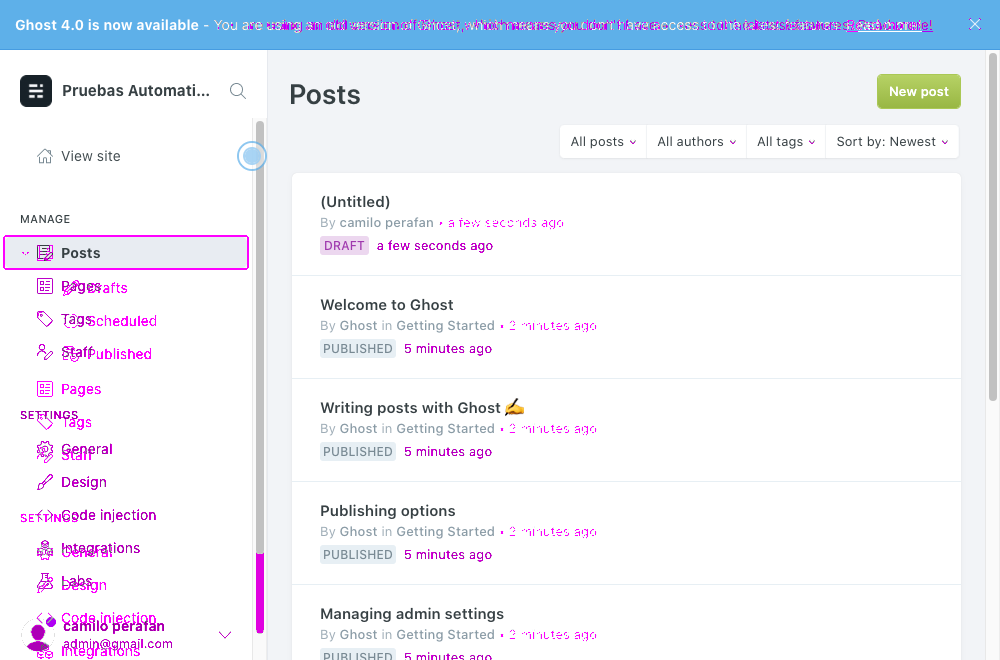 Ghost 4.0 is now available - You are using an old version of Ghost, which means you don't have access to the latest features. Read more!
Pruebas Automati...
View site
MANAGE
Posts
Pages
Drafts
Tags
Scheduled
Staff
Published
Pages
SETTINGS
Tags
General
Staff
Design
Code injection
SETTINGS
Integrations
General
Labs
Design
Code injection
camilo perafan
admin@gmail.com
Integrations
Posts
New post
All posts
All authors
All tags
Sort by: Newest
(Untitled)
By camilo perafan • a few seconds ago
DRAFT a few seconds ago
Welcome to Ghost
By Ghost in Getting Started • 2 minutes ago
PUBLISHED 5 minutes ago
Writing posts with Ghost ✍️
By Ghost in Getting Started • 2 minutes ago
PUBLISHED 5 minutes ago
Publishing options
By Ghost in Getting Started • 2 minutes ago
PUBLISHED 5 minutes ago
Managing admin settings
By Ghost in Getting Started • 2 minutes ago
PUBLISHED 5 minutes ago